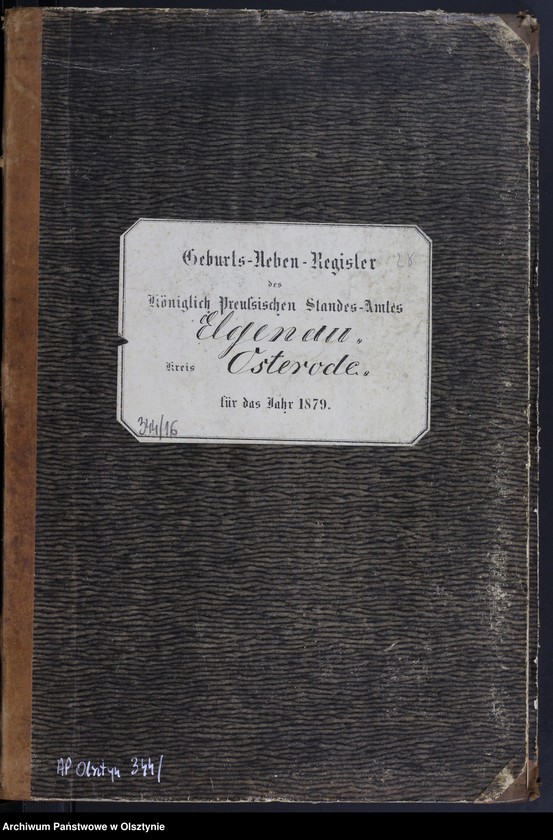 Geburts-Neben-Register
28
des
Königlich Preußischen Standes-Amtes
Elgenau.
Kreis Osterode.
für das Jahr 1879.
344/16
AP Olsztyn 344/
Archiwum Państwowe w Olsztynie